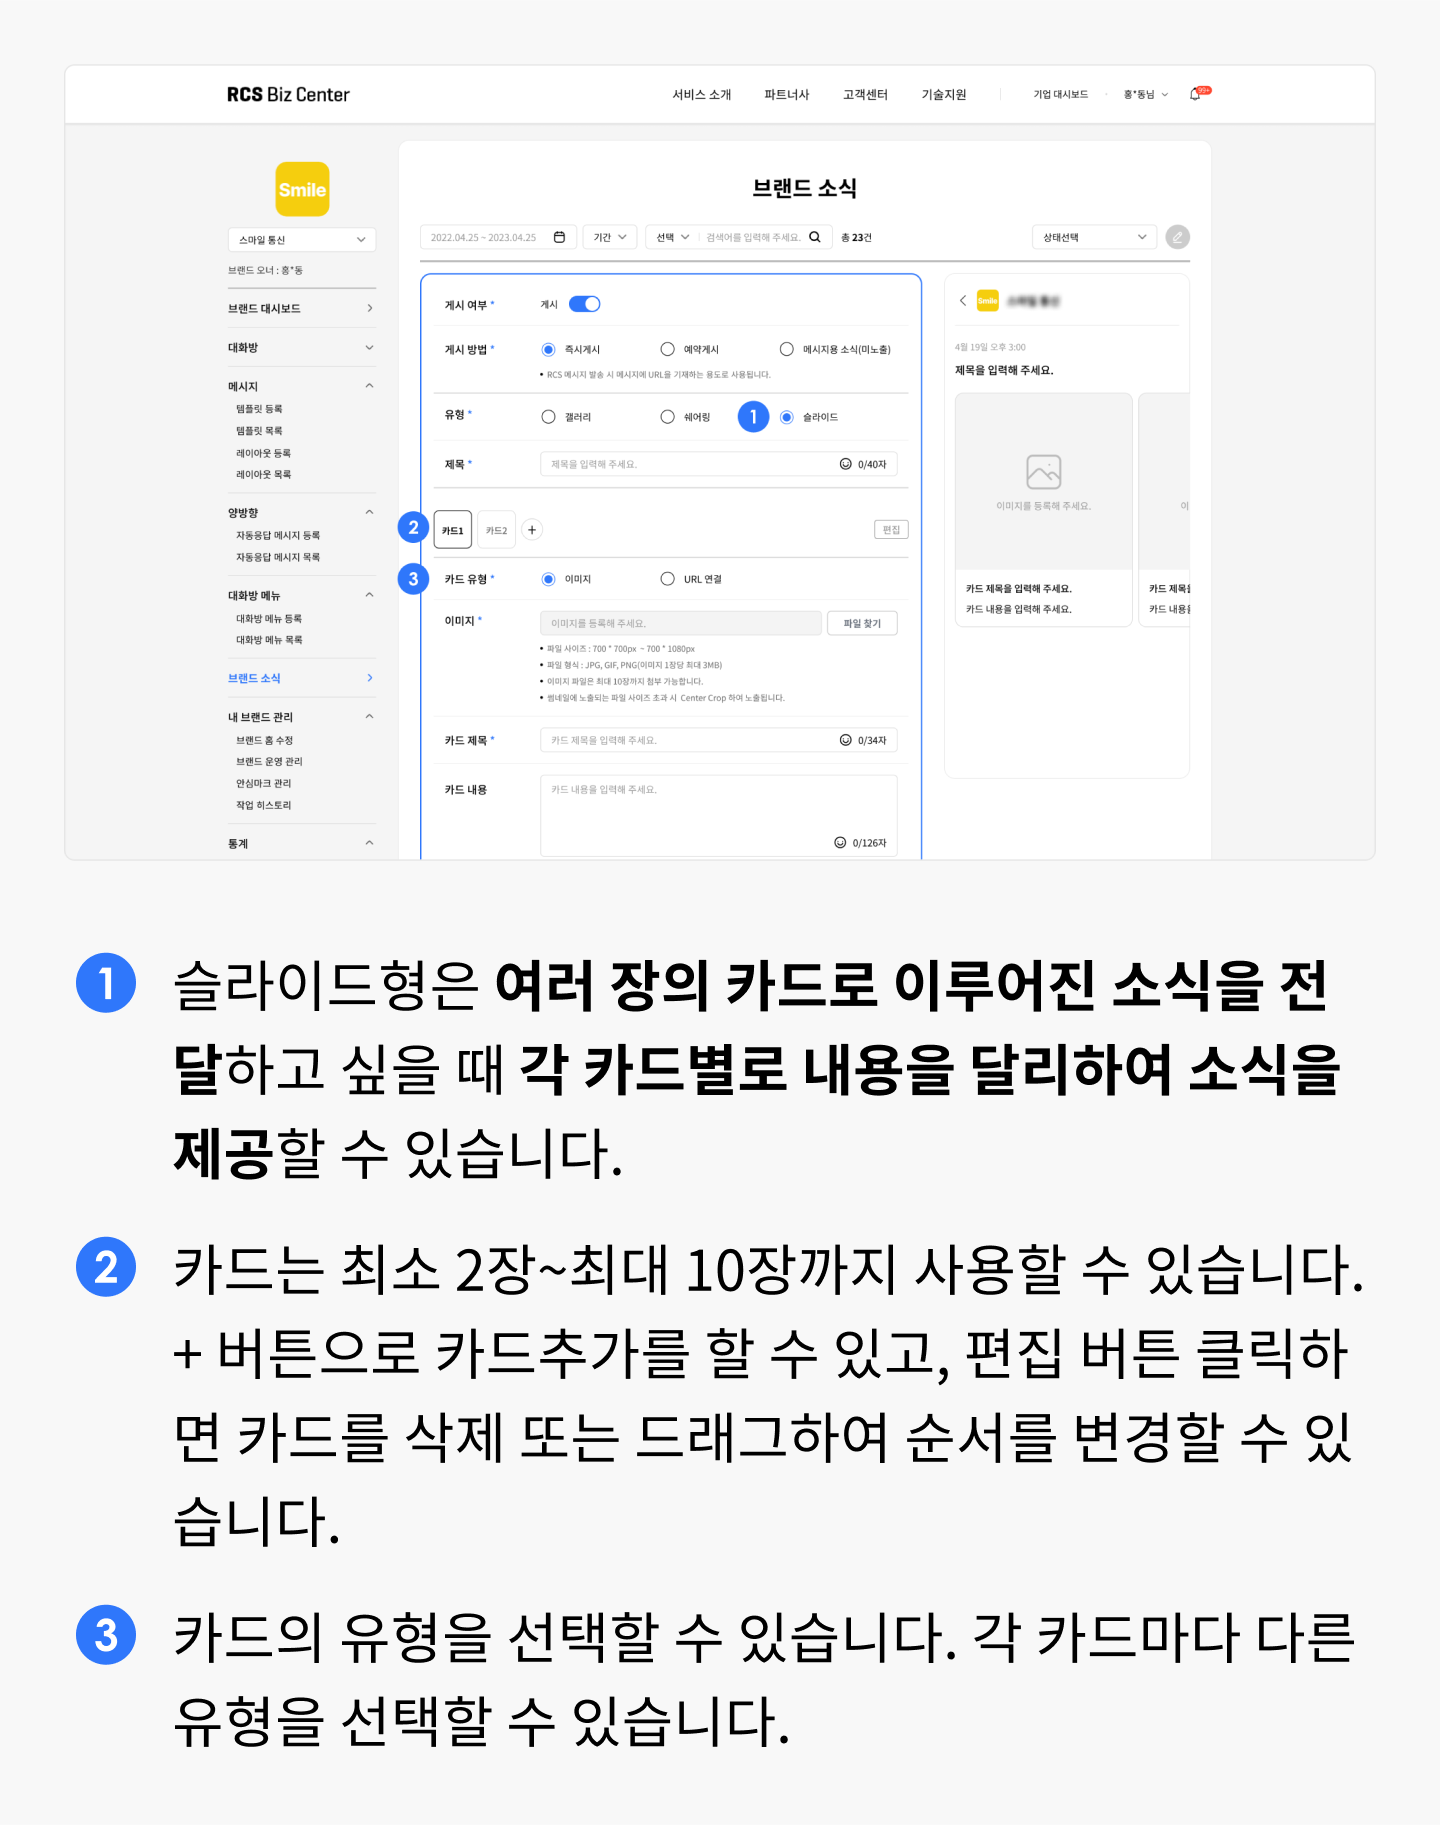 RCS Biz Center
서비스 소개 파트너사 고객센터 기술지원 기업 대시보드 홍*동님 99+
Smile
스마일 통신
브랜드 오너 : 홍*동
브랜드 대시보드
대화방
메시지
템플릿 등록
템플릿 목록
레이아웃 등록
레이아웃 목록
양방향
자동응답 메시지 등록
자동응답 메시지 목록
대화방 메뉴
대화방 메뉴 등록
대화방 메뉴 목록
브랜드 소식
내 브랜드 관리
브랜드 홈 수정
브랜드 운영 관리
안심마크 관리
작업 히스토리
통계
브랜드 소식
2022.04.25 ~ 2023.04.25 기간 선택 검색어를 입력해 주세요. 총 23건 상태선택
게시 여부 * 게시
게시 방법 * 즉시게시 예약게시 메시지용 소식(미노출)
• RCS 메시지 발송 시 메시지에 URL을 기재하는 용도로 사용됩니다.
유형 * 갤러리 쉐어링 1 슬라이드
제목 * 제목을 입력해 주세요. 0/40자
2 카드1 카드2 + 편집
3 카드 유형 * 이미지 URL 연결
이미지 * 이미지를 등록해 주세요. 파일 찾기
• 파일 사이즈 : 700 * 700px ~ 700 * 1080px
• 파일 형식 : JPG, GIF, PNG(이미지 1장당 최대 3MB)
• 이미지 파일은 최대 10장까지 첨부 가능합니다.
• 썸네일에 노출되는 파일 사이즈 초과 시 Center Crop 하여 노출됩니다.
카드 제목 * 카드 제목을 입력해 주세요. 0/34자
카드 내용 카드 내용을 입력해 주세요.
0/126자
Smile
4월 19일 오후 3:00
제목을 입력해 주세요.
이미지를 등록해 주세요. 이
카드 제목을 입력해 주세요. 카드 제목을
카드 내용을 입력해 주세요. 카드 내용을
1 슬라이드형은 여러 장의 카드로 이루어진 소식을 전
달하고 싶을 때 각 카드별로 내용을 달리하여 소식을
제공할 수 있습니다.
2 카드는 최소 2장~최대 10장까지 사용할 수 있습니다.
+ 버튼으로 카드추가를 할 수 있고, 편집 버튼 클릭하
면 카드를 삭제 또는 드래그하여 순서를 변경할 수 있
습니다.
3 카드의 유형을 선택할 수 있습니다. 각 카드마다 다른
유형을 선택할 수 있습니다.